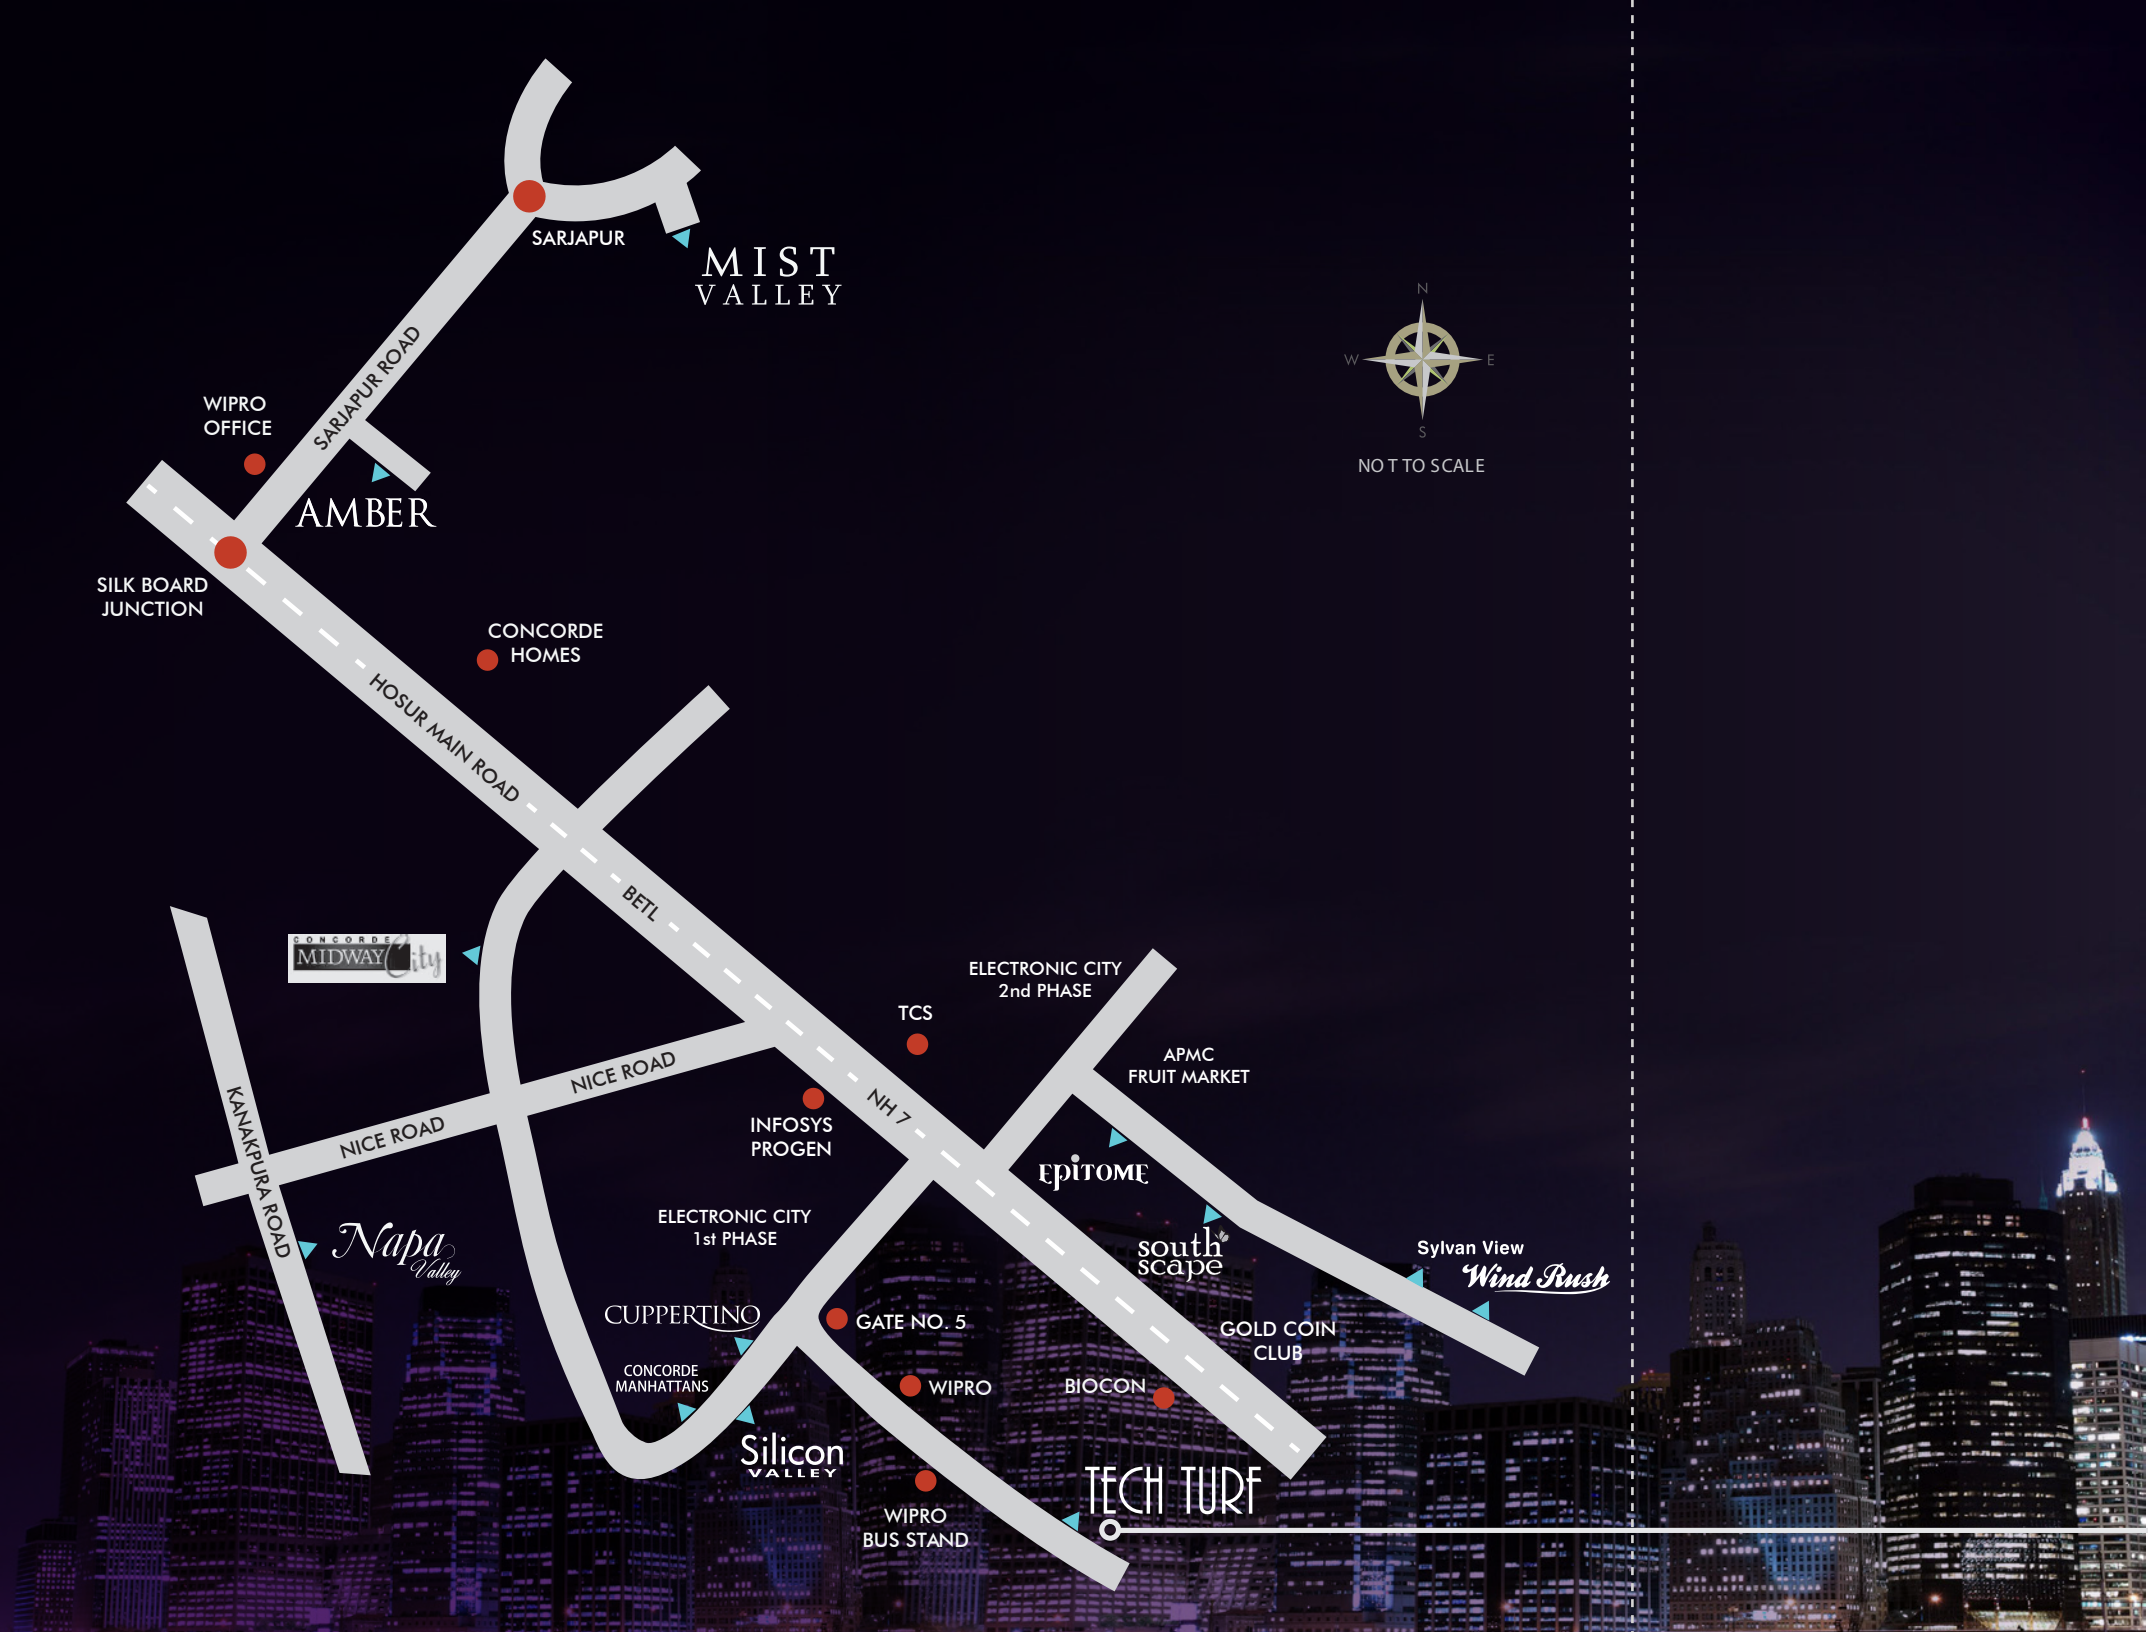 SARJAPUR
MIST
VALLEY
N
W
E
S
NOT TO SCALE
SARJAPUR ROAD
WIPRO
OFFICE
AMBER
SILK BOARD
JUNCTION
CONCORDE
HOMES
HOSUR MAIN ROAD
BETL
CONCORDE
MIDWAY City
ELECTRONIC CITY
2nd PHASE
TCS
APMC
FRUIT MARKET
NICE ROAD
NH 7
KANAKPURA ROAD
NICE ROAD
INFOSYS
PROGEN
EPITOME
ELECTRONIC CITY
1st PHASE
Napa
Valley
south
scape
Sylvan View
Wind Rush
CUPPERTINO
GATE NO. 5
GOLD COIN
CLUB
CONCORDE
MANHATTANS
WIPRO
BIOCON
Silicon
VALLEY
TECH TURF
WIPRO
BUS STAND